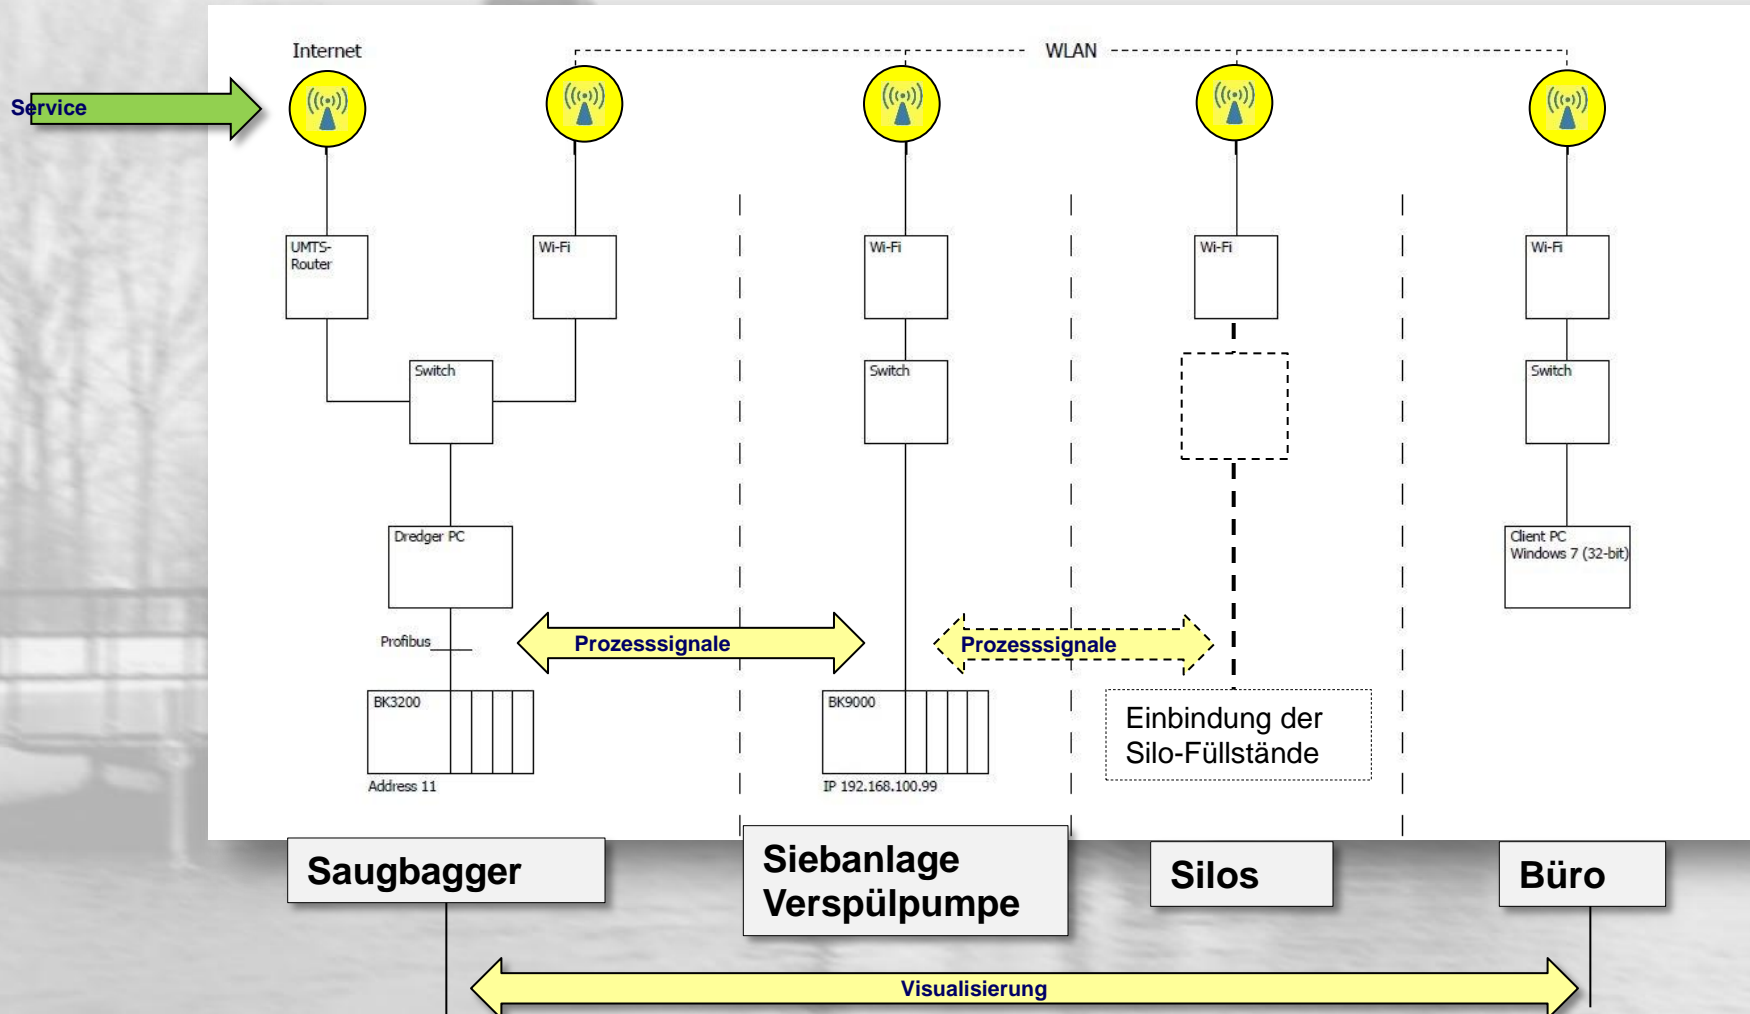 Internet
WLAN
Service
UMTS-
Router
Wi-Fi
Wi-Fi
Wi-Fi
Wi-Fi
Switch
Switch
Switch
Dredger PC
Client PC
Windows 7 (32-bit)
Profibus
Prozesssignale
Prozesssignale
BK3200
BK9000
Einbindung der
Silo-Füllstände
Address 11
IP 192.168.100.99
Saugbagger
Siebanlage
Verspülpumpe
Silos
Büro
Visualisierung